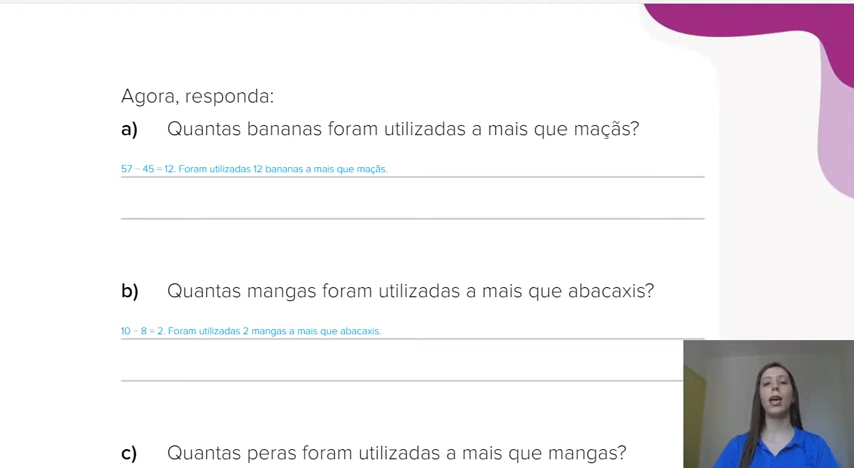 Agora, responda:
a) Quantas bananas foram utilizadas a mais que maçãs?
57 - 45 = 12. Foram utilizadas 12 bananas a mais que maçãs.
b) Quantas mangas foram utilizadas a mais que abacaxis?
10 - 8 = 2. Foram utilizadas 2 mangas a mais que abacaxis.
c) Quantas peras foram utilizadas a mais que mangas?